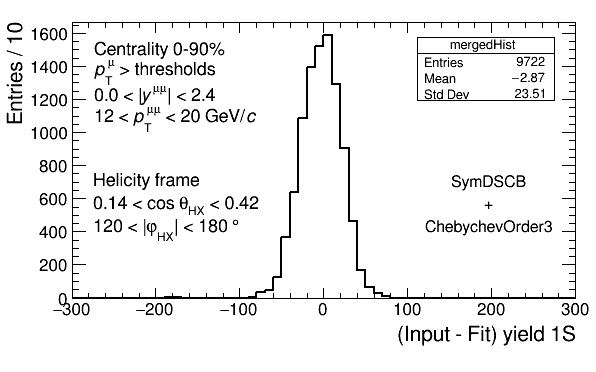 Entries / 10
1600
1400
1200
1000
800
600
400
200
0
−300
−200
−100
0
100
200
300
(Input - Fit) yield 1S
Centrality 0-90%
p_T^μ > thresholds
0.0 < |y^μμ| < 2.4
12 < p_T^μμ < 20 GeV/c
Helicity frame
0.14 < cos θ_HX < 0.42
120 < |φ_HX| < 180 °
mergedHist
Entries 9722
Mean −2.87
Std Dev 23.51
SymDSCB
+
ChebychevOrder3